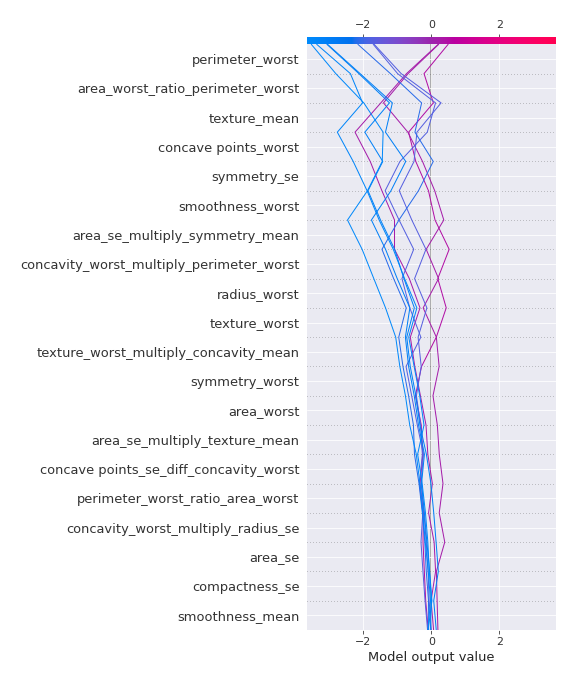 −2 0 2
perimeter_worst
area_worst_ratio_perimeter_worst
texture_mean
concave points_worst
symmetry_se
smoothness_worst
area_se_multiply_symmetry_mean
concavity_worst_multiply_perimeter_worst
radius_worst
texture_worst
texture_worst_multiply_concavity_mean
symmetry_worst
area_worst
area_se_multiply_texture_mean
concave points_se_diff_concavity_worst
perimeter_worst_ratio_area_worst
concavity_worst_multiply_radius_se
area_se
compactness_se
smoothness_mean
−2 0 2
Model output value